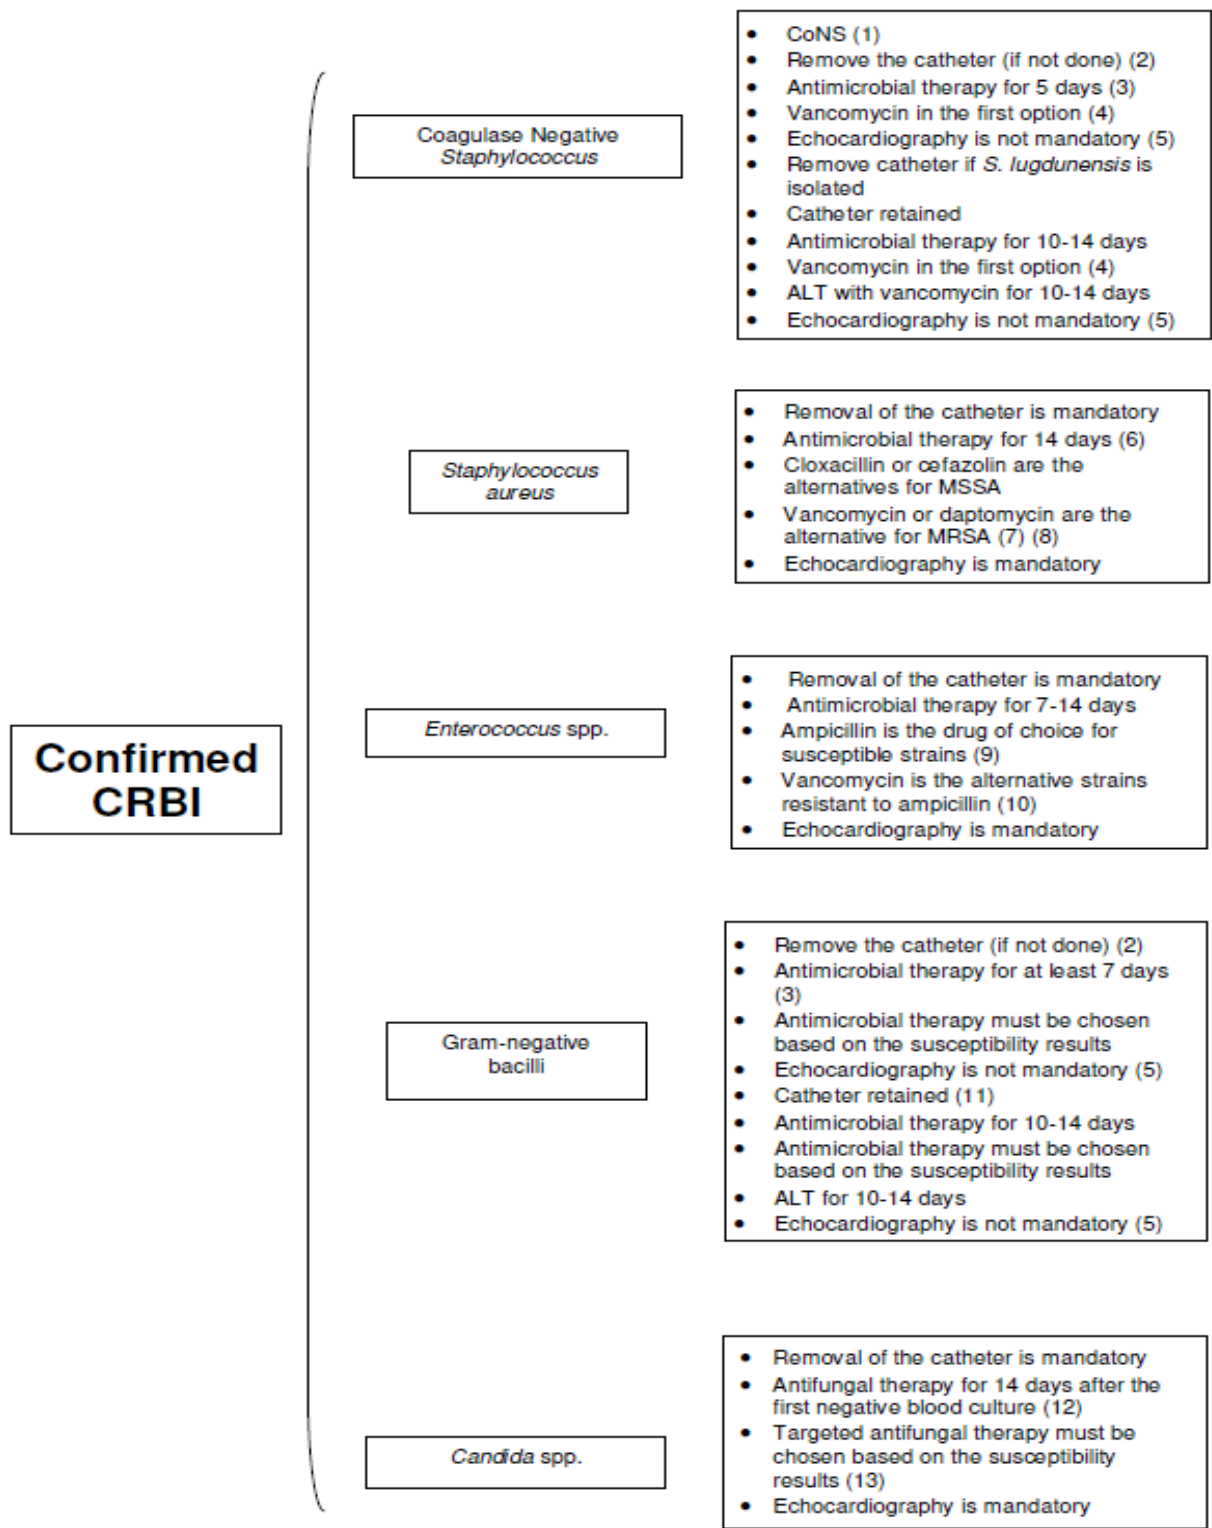 Confirmed
CRBI
Coagulase Negative
Staphylococcus
• CoNS (1)
• Remove the catheter (if not done) (2)
• Antimicrobial therapy for 5 days (3)
• Vancomycin in the first option (4)
• Echocardiography is not mandatory (5)
• Remove catheter if S. lugdunensis is
isolated
• Catheter retained
• Antimicrobial therapy for 10-14 days
• Vancomycin in the first option (4)
• ALT with vancomycin for 10-14 days
• Echocardiography is not mandatory (5)
Staphylococcus
aureus
• Removal of the catheter is mandatory
• Antimicrobial therapy for 14 days (6)
• Cloxacillin or cefazolin are the
alternatives for MSSA
• Vancomycin or daptomycin are the
alternative for MRSA (7) (8)
• Echocardiography is mandatory
Enterococcus spp.
• Removal of the catheter is mandatory
• Antimicrobial therapy for 7-14 days
• Ampicillin is the drug of choice for
susceptible strains (9)
• Vancomycin is the alternative strains
resistant to ampicillin (10)
• Echocardiography is mandatory
Gram-negative
bacilli
• Remove the catheter (if not done) (2)
• Antimicrobial therapy for at least 7 days
(3)
• Antimicrobial therapy must be chosen
based on the susceptibility results
• Echocardiography is not mandatory (5)
• Catheter retained (11)
• Antimicrobial therapy for 10-14 days
• Antimicrobial therapy must be chosen
based on the susceptibility results
• ALT for 10-14 days
• Echocardiography is not mandatory (5)
Candida spp.
• Removal of the catheter is mandatory
• Antifungal therapy for 14 days after the
first negative blood culture (12)
• Targeted antifungal therapy must be
chosen based on the susceptibility
results (13)
• Echocardiography is mandatory